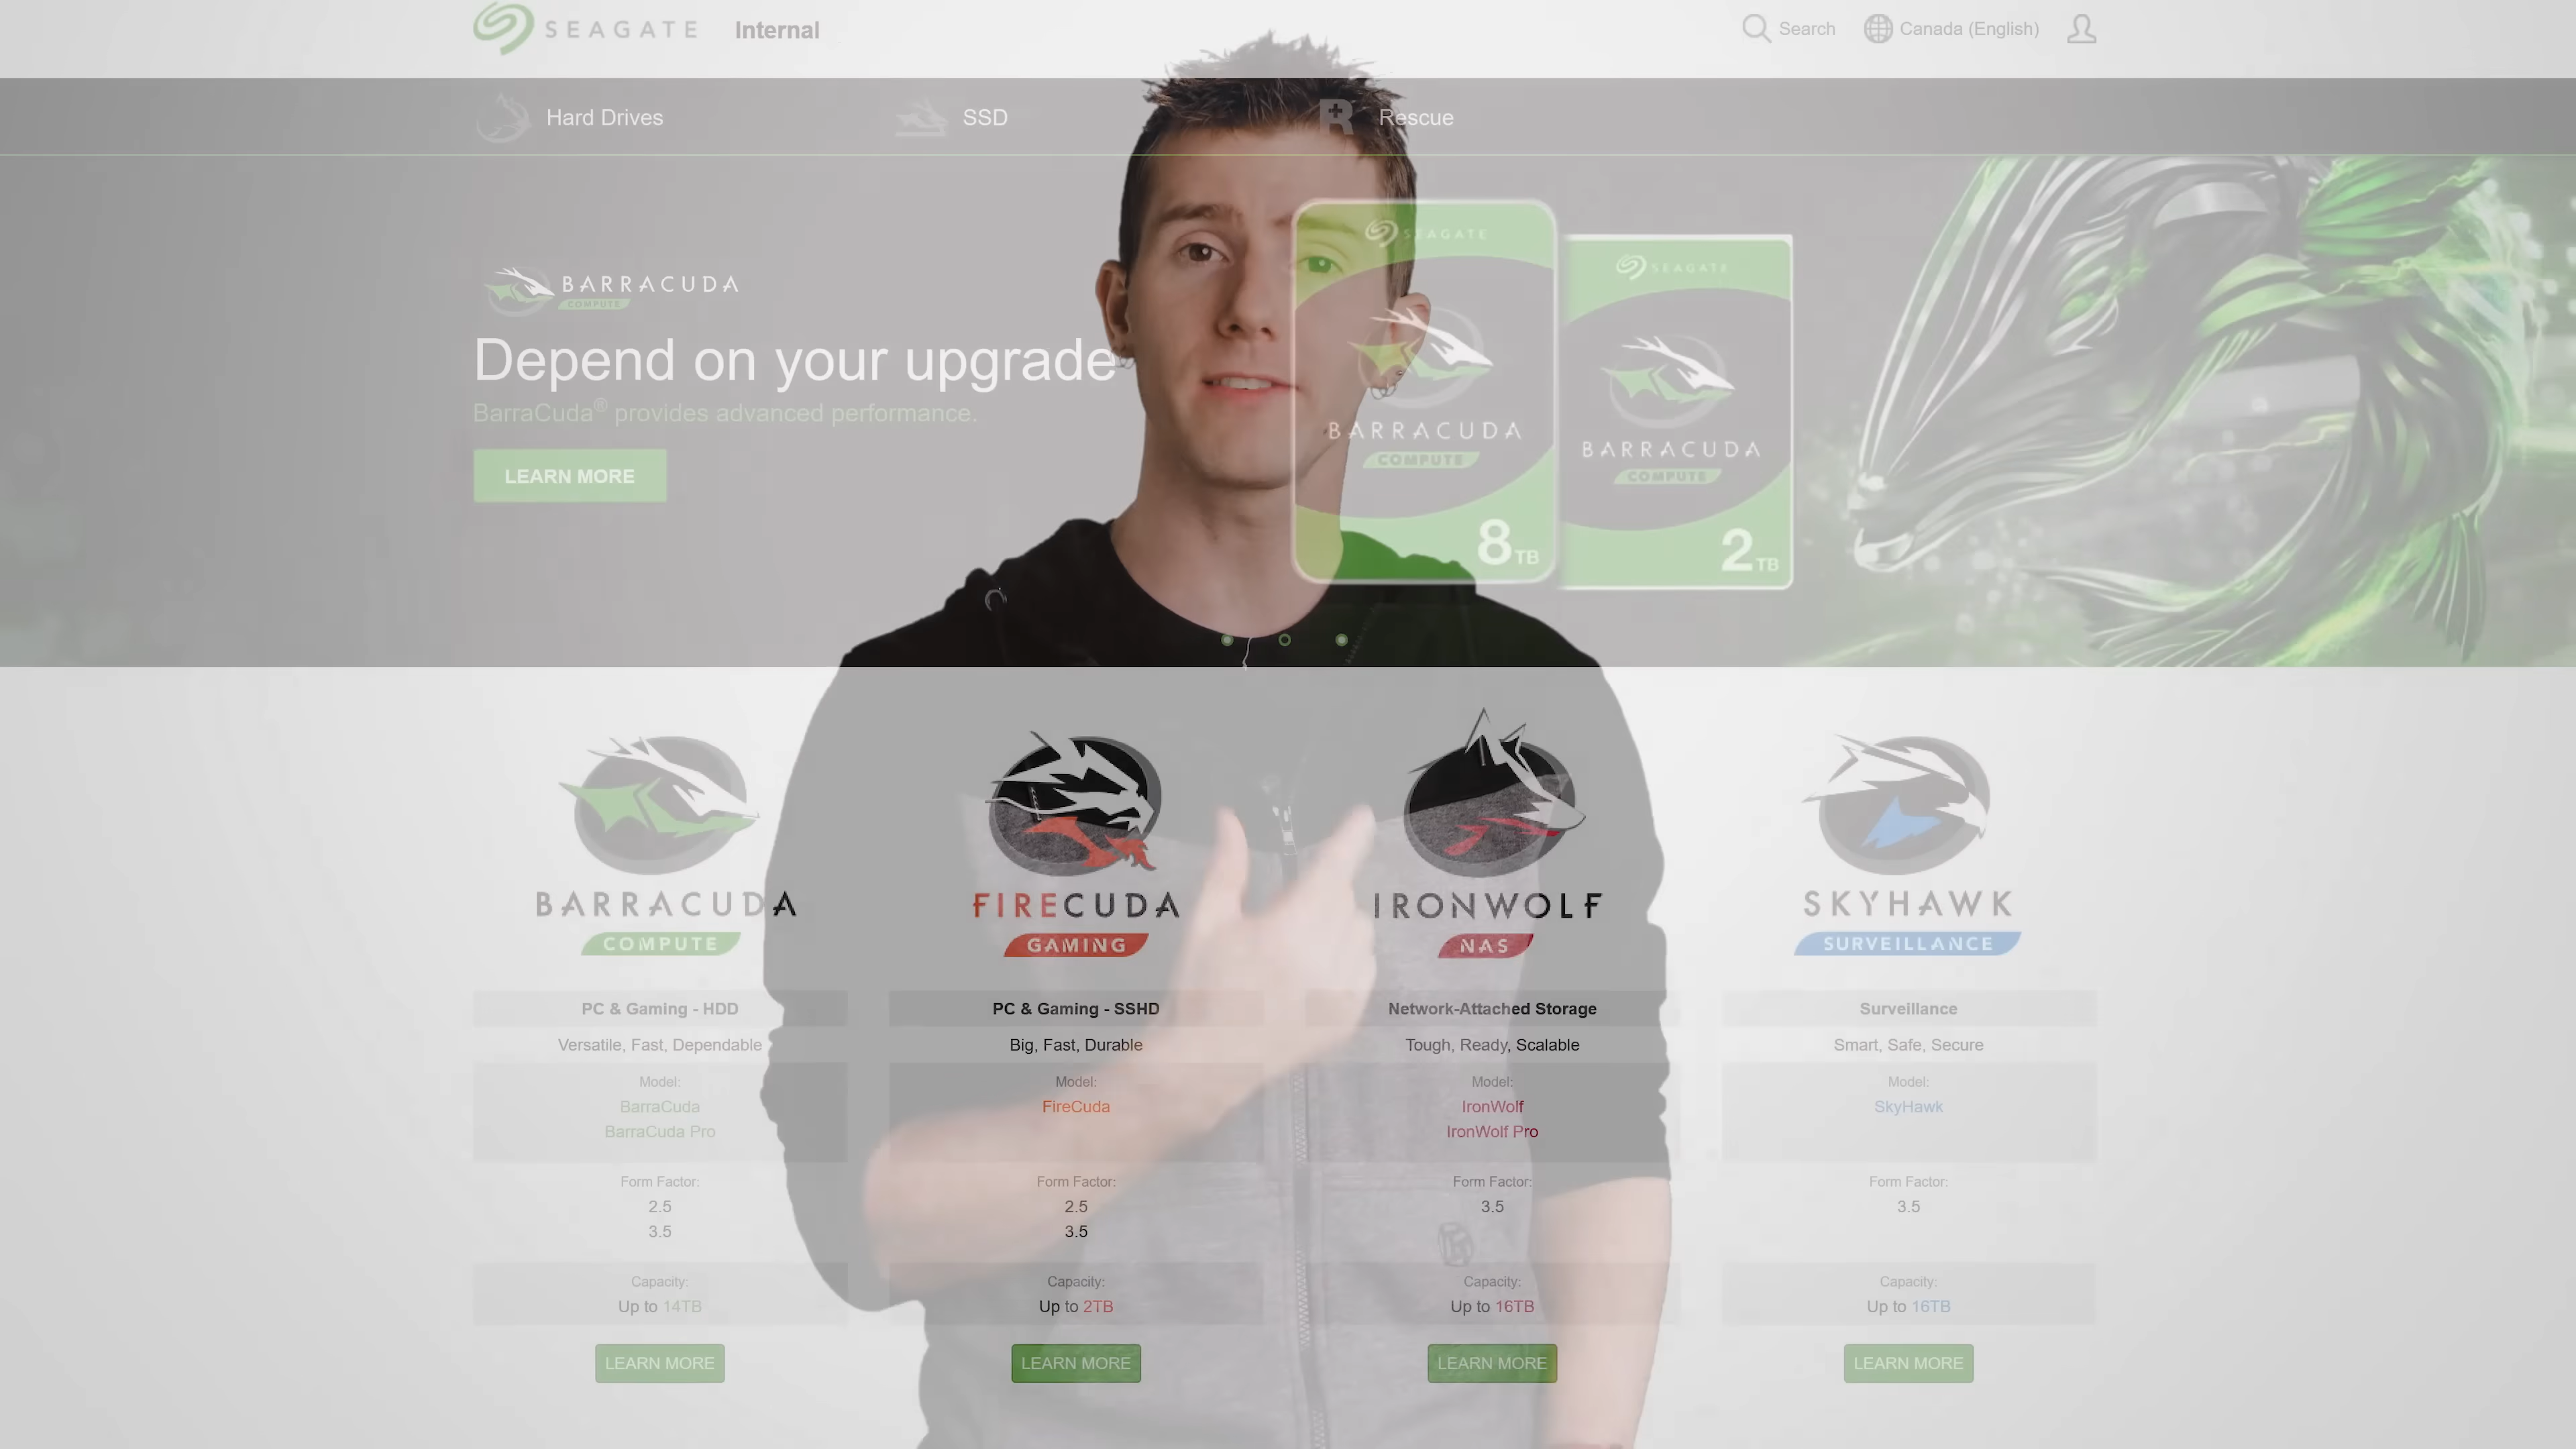 SEAGATE Internal
Search Canada (English)
Hard Drives SSD Rescue
BARRACUDA
COMPUTE
Depend on your upgrade
BarraCuda® provides advanced performance.
LEARN MORE
SEAGATE
BARRACUDA
COMPUTE
8TB
SEAGATE
BARRACUDA
COMPUTE
2TB
BARRACUDA
COMPUTE
PC & Gaming - HDD
Versatile, Fast, Dependable
Model:
BarraCuda
BarraCuda Pro
Form Factor:
2.5
3.5
Capacity:
Up to 14TB
LEARN MORE
FIRECUDA
GAMING
PC & Gaming - SSHD
Big, Fast, Durable
Model:
FireCuda
Form Factor:
2.5
3.5
Capacity:
Up to 2TB
LEARN MORE
IRONWOLF
NAS
Network-Attached Storage
Tough, Ready, Scalable
Model:
IronWolf
IronWolf Pro
Form Factor:
3.5
Capacity:
Up to 16TB
LEARN MORE
SKYHAWK
SURVEILLANCE
Surveillance
Smart, Safe, Secure
Model:
SkyHawk
Form Factor:
3.5
Capacity:
Up to 16TB
LEARN MORE